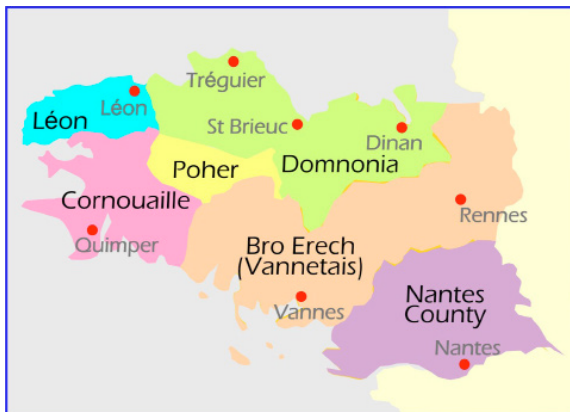 Tréguier
Léon
Léon
St Brieuc
Dinan
Poher
Domnonia
Cornouaille
Rennes
Quimper
Bro Erech
(Vannetais)
Vannes
Nantes
County
Nantes